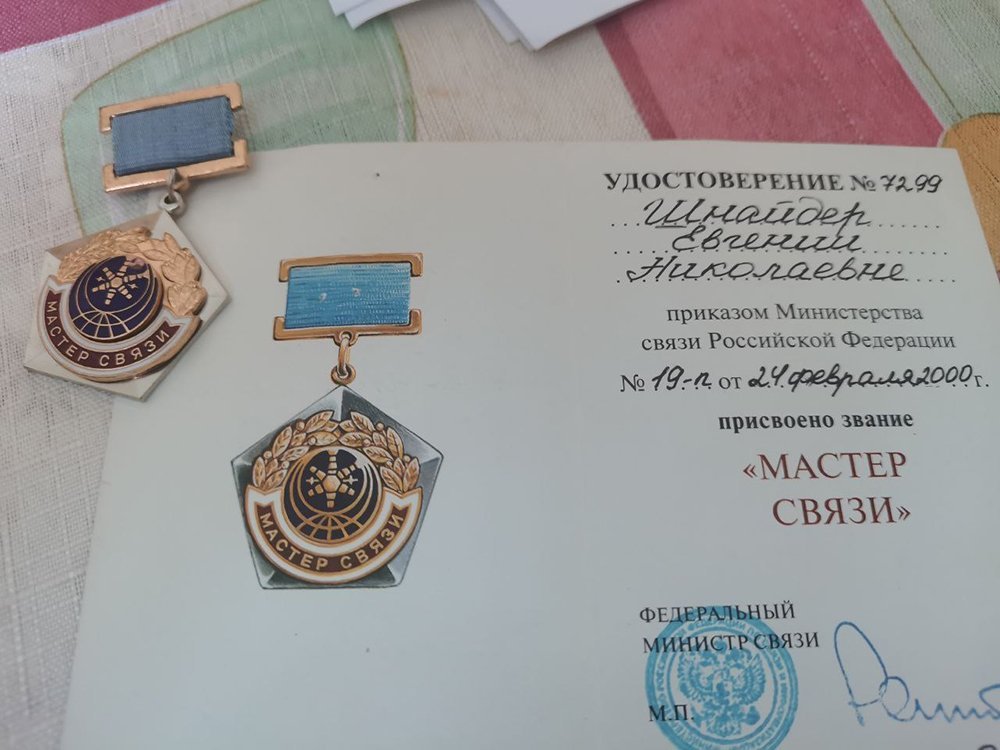 МАСТЕР СВЯЗИ
МАСТЕР СВЯЗИ
УДОСТОВЕРЕНИЕ № 7299
Шнайдер
Евгении
Николаевне
приказом Министерства
связи Российской Федерации
№ 19-п от 24 февраля 2000 г.
присвоено звание
«МАСТЕР
СВЯЗИ»
ФЕДЕРАЛЬНЫЙ
МИНИСТР СВЯЗИ
М.П.